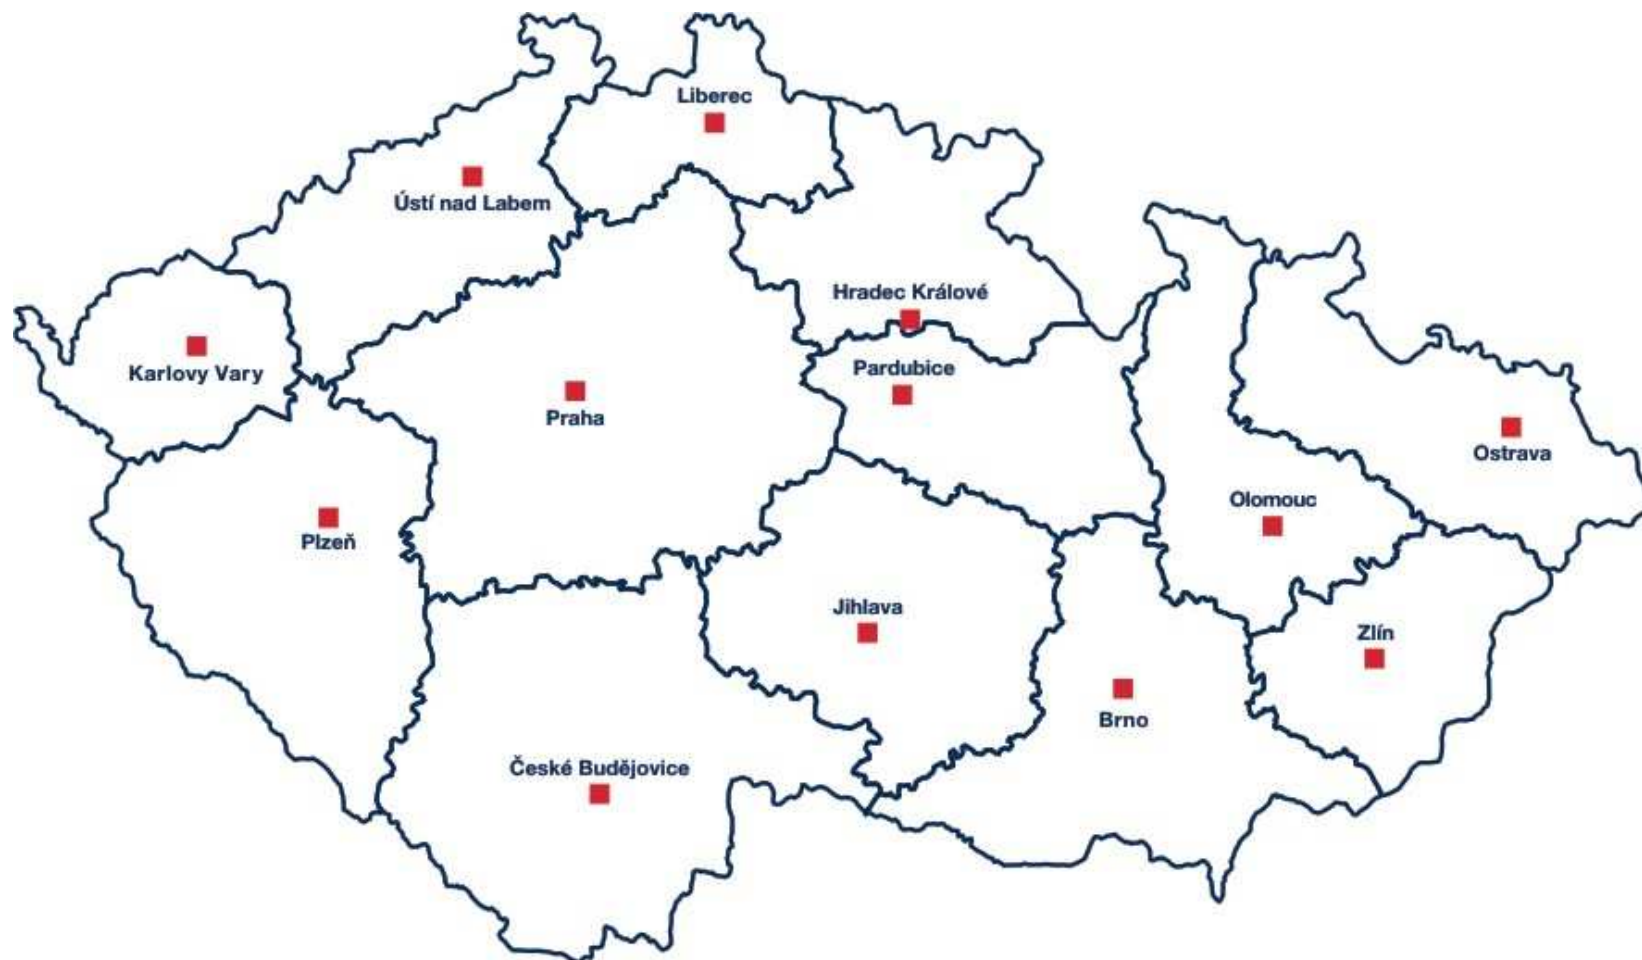 Liberec
Ústí nad Labem
Hradec Králové
Karlovy Vary
Pardubice
Praha
Ostrava
Olomouc
Plzeň
Jihlava
Zlín
Brno
České Budějovice